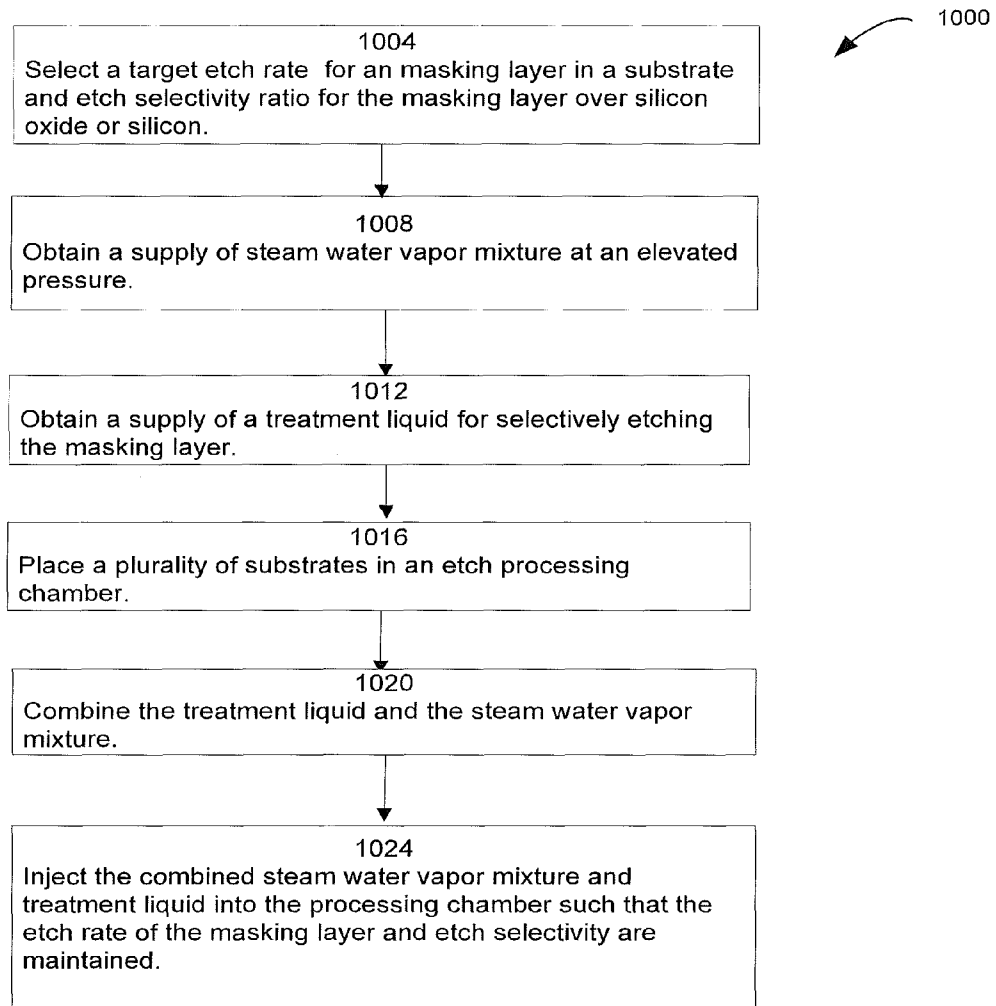 1000
1004
Select a target etch rate for an masking layer in a substrate
and etch selectivity ratio for the masking layer over silicon
oxide or silicon.
1008
Obtain a supply of steam water vapor mixture at an elevated
pressure.
1012
Obtain a supply of a treatment liquid for selectively etching
the masking layer.
1016
Place a plurality of substrates in an etch processing
chamber.
1020
Combine the treatment liquid and the steam water vapor
mixture.
1024
Inject the combined steam water vapor mixture and
treatment liquid into the processing chamber such that the
etch rate of the masking layer and etch selectivity are
maintained.